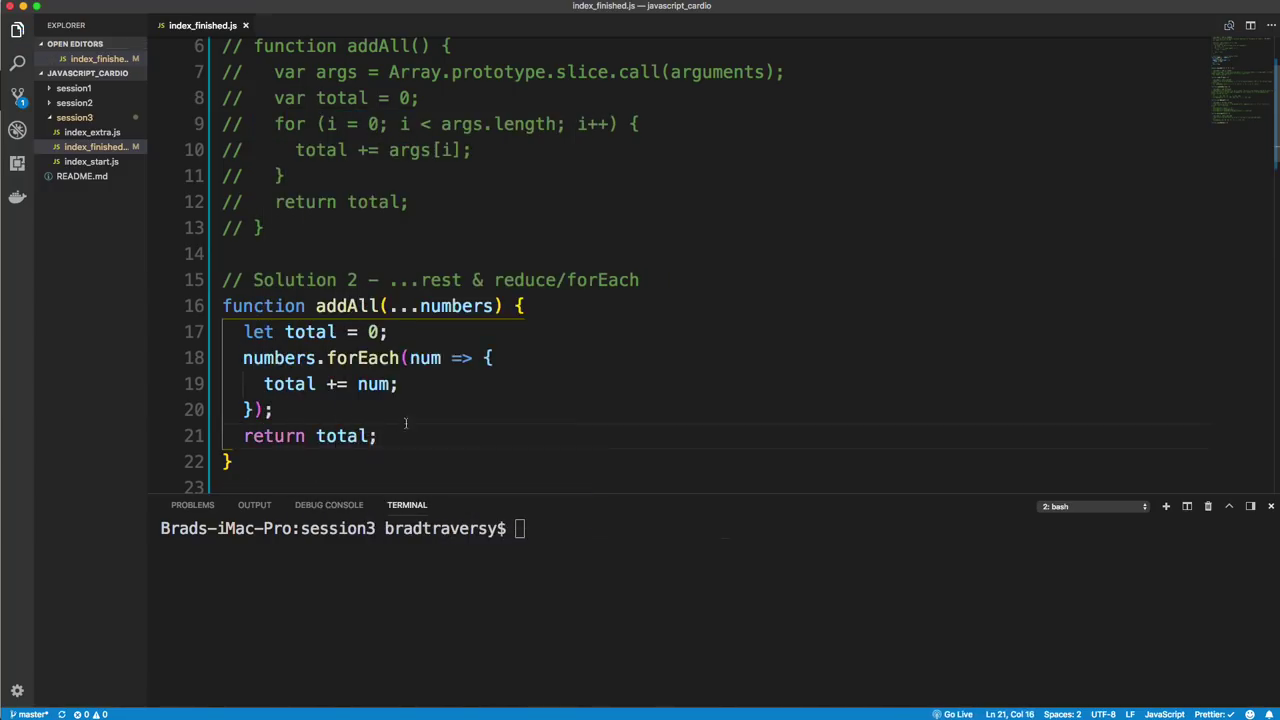 index_finished.js — javascript_cardio
EXPLORER
index_finished.js ×
OPEN EDITORS
index_finishe..  M
JAVASCRIPT_CARDIO
session1
session2
session3
JS index_extra.js
JS index_finished...  M
JS index_start.js
README.md
1
6 // function addAll() {
7 //   var args = Array.prototype.slice.call(arguments);
8 //   var total = 0;
9 //   for (i = 0; i < args.length; i++) {
10 //     total += args[i];
11 //   }
12 //   return total;
13 // }
14
15 // Solution 2 - ...rest & reduce/forEach
16 function addAll(...numbers) {
17   let total = 0;
18   numbers.forEach(num => {
19     total += num;
20   });
21   return total;
22 }
23
PROBLEMS OUTPUT DEBUG CONSOLE TERMINAL 2: bash
Brads-iMac-Pro:session3 bradtraversy$
master* 0 0 Go Live Ln 21, Col 16 Spaces: 2 UTF-8 LF JavaScript Prettier: ✓